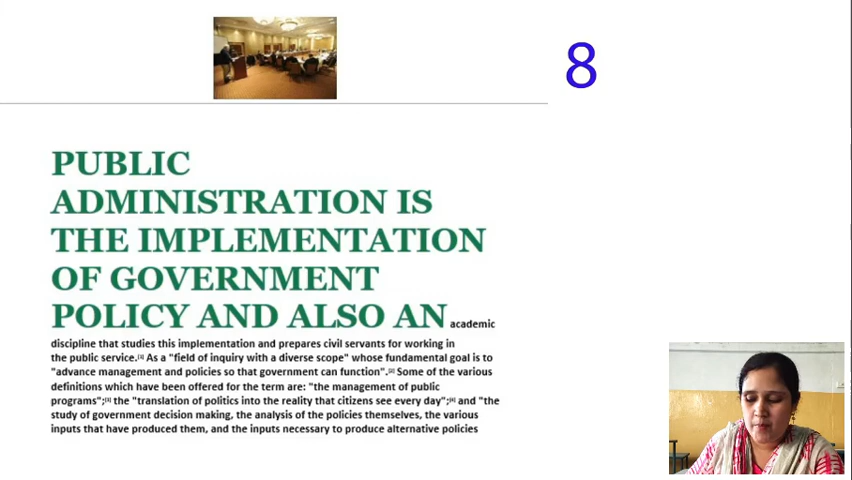 8
PUBLIC
ADMINISTRATION IS
THE IMPLEMENTATION
OF GOVERNMENT
POLICY AND ALSO AN academic
discipline that studies this implementation and prepares civil servants for working in
the public service.[1] As a "field of inquiry with a diverse scope" whose fundamental goal is to
"advance management and policies so that government can function".[2] Some of the various
definitions which have been offered for the term are: "the management of public
programs";[3] the "translation of politics into the reality that citizens see every day";[4] and "the
study of government decision making, the analysis of the policies themselves, the various
inputs that have produced them, and the inputs necessary to produce alternative policies